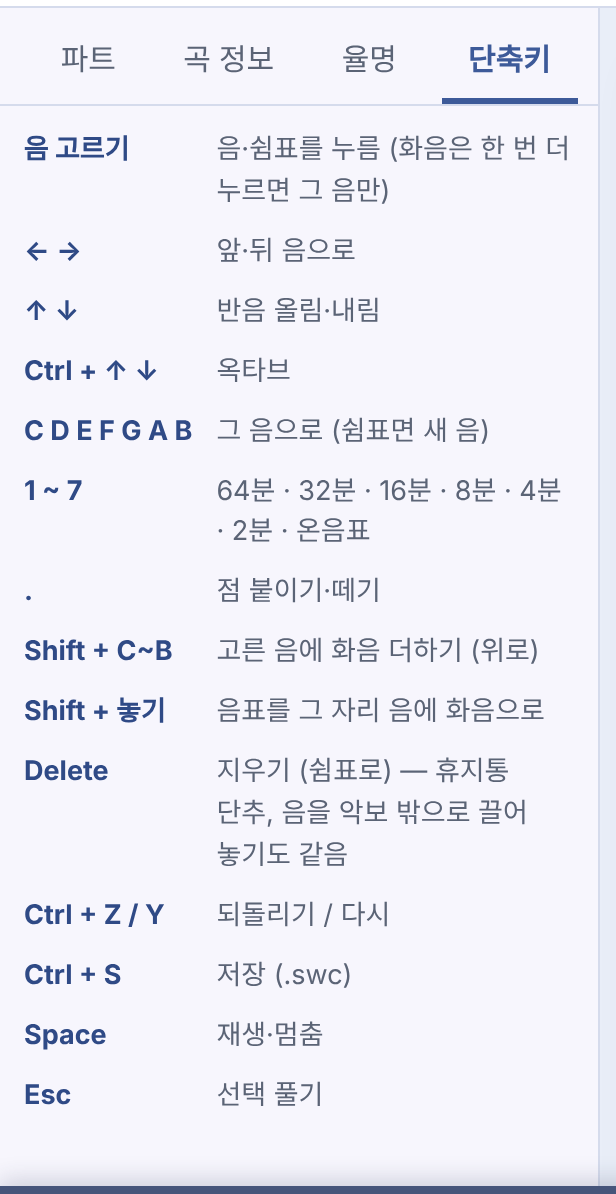 파트 곡 정보 율명 단축키
음 고르기 음·쉼표를 누름 (화음은 한 번 더
누르면 그 음만)
← → 앞·뒤 음으로
↑ ↓ 반음 올림·내림
Ctrl + ↑ ↓ 옥타브
C D E F G A B 그 음으로 (쉼표면 새 음)
1 ~ 7 64분 · 32분 · 16분 · 8분 · 4분
· 2분 · 온음표
. 점 붙이기·떼기
Shift + C~B 고른 음에 화음 더하기 (위로)
Shift + 놓기 음표를 그 자리 음에 화음으로
Delete 지우기 (쉼표로) — 휴지통
단추, 음을 악보 밖으로 끌어
놓기도 같음
Ctrl + Z / Y 되돌리기 / 다시
Ctrl + S 저장 (.swc)
Space 재생·멈춤
Esc 선택 풀기